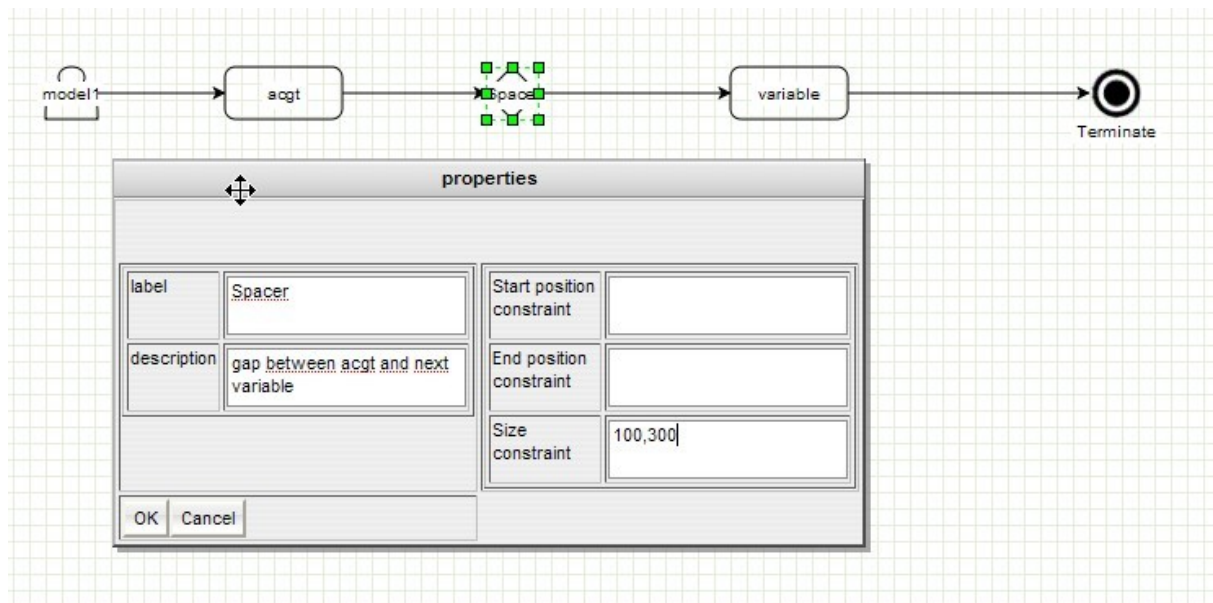 model1
acgt
Space
variable
Terminate
properties
label
Spacer
description
gap between acgt and next
variable
Start position
constraint
End position
constraint
Size
constraint
100,300
OK
Cancel